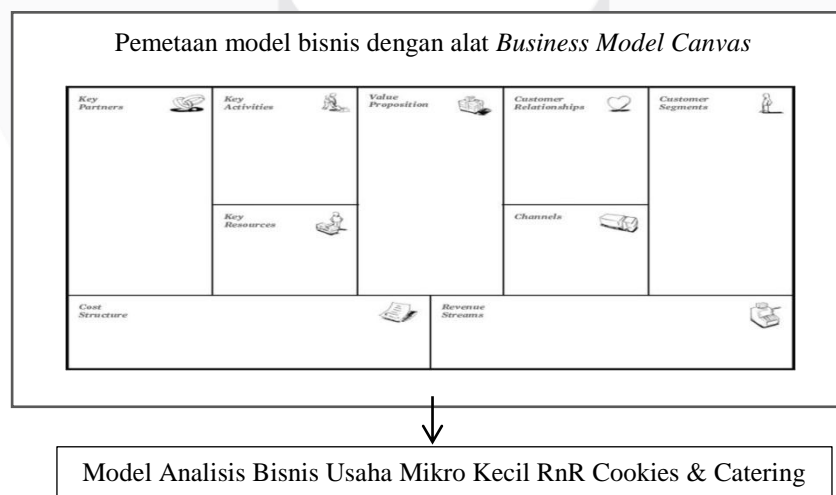 Pemetaan model bisnis dengan alat Business Model Canvas
Key
Partners
Key
Activities
Value
Proposition
Customer
Relationships
Customer
Segments
Key
Resources
Channels
Cost
Structure
Revenue
Streams
Model Analisis Bisnis Usaha Mikro Kecil RnR Cookies & Catering